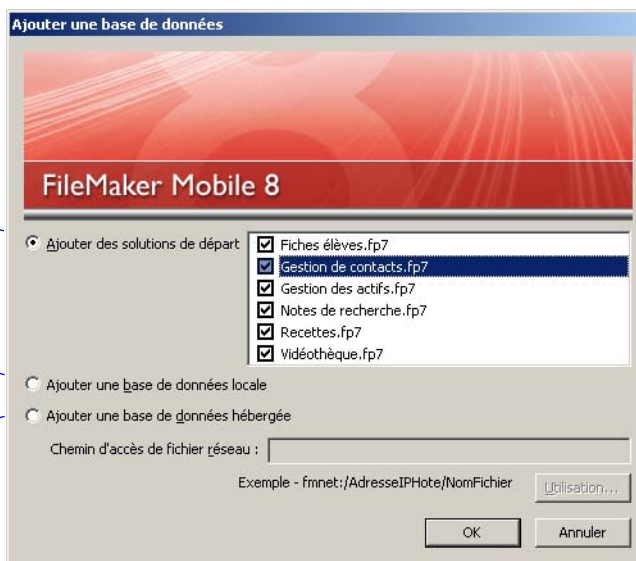 Ajouter une base de données
FileMaker Mobile 8
Ajouter des solutions de départ
Fiches élèves.fp7
Gestion de contacts.fp7
Gestion des actifs.fp7
Notes de recherche.fp7
Recettes.fp7
Vidéothèque.fp7
Ajouter une base de données locale
Ajouter une base de données hébergée
Chemin d'accès de fichier réseau :
Exemple - fmnet:/AdresseIPHote/NomFichier
Utilisation...
OK
Annuler